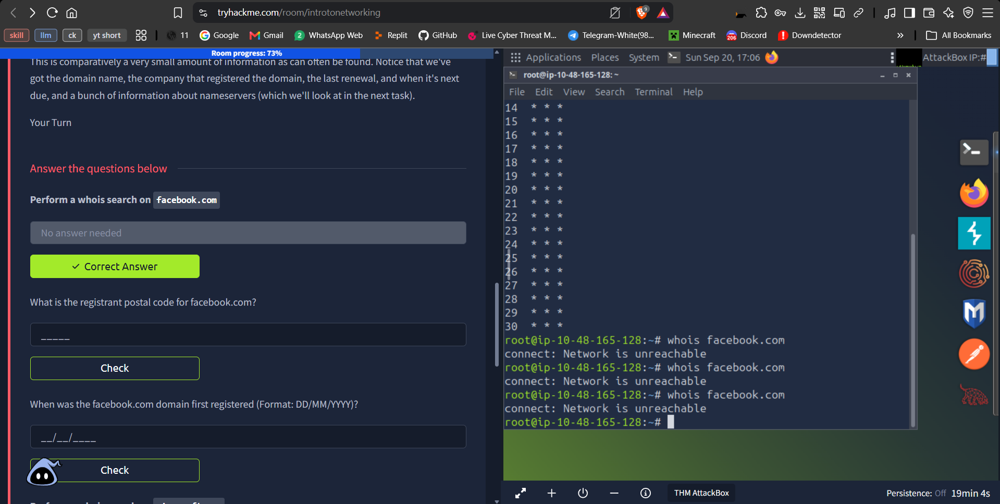 tryhackme.com/room/introtonetworking
9
skill
llm
ck
yt short
11
Google
Gmail
2
WhatsApp Web
Replit
GitHub
Live Cyber Threat M...
Telegram-White(98...
Minecraft
206
Discord
Downdetector
»
All Bookmarks
Room progress: 73%
This is comparatively a very small amount of information as can often be found. Notice that we've
got the domain name, the company that registered the domain, the last renewal, and when it's next
due, and a bunch of information about nameservers (which we'll look at in the next task).
Your Turn
Answer the questions below
Perform a whois search on facebook.com
No answer needed
✓ Correct Answer
What is the registrant postal code for facebook.com?
_____
Check
When was the facebook.com domain first registered (Format: DD/MM/YYYY)?
__/__/____
Check
Applications Places System Sun Sep 20, 17:06 AttackBox IP:#
root@ip-10-48-165-128: ~
File Edit View Search Terminal Help
14 * * *
15 * * *
16 * * *
17 * * *
18 * * *
19 * * *
20 * * *
21 * * *
22 * * *
23 * * *
24 * * *
25 * * *
26 * * *
27 * * *
28 * * *
29 * * *
30 * * *
root@ip-10-48-165-128:~# whois facebook.com
connect: Network is unreachable
root@ip-10-48-165-128:~# whois facebook.com
connect: Network is unreachable
root@ip-10-48-165-128:~# whois facebook.com
connect: Network is unreachable
root@ip-10-48-165-128:~#
THM AttackBox
Persistence: Off 19min 4s